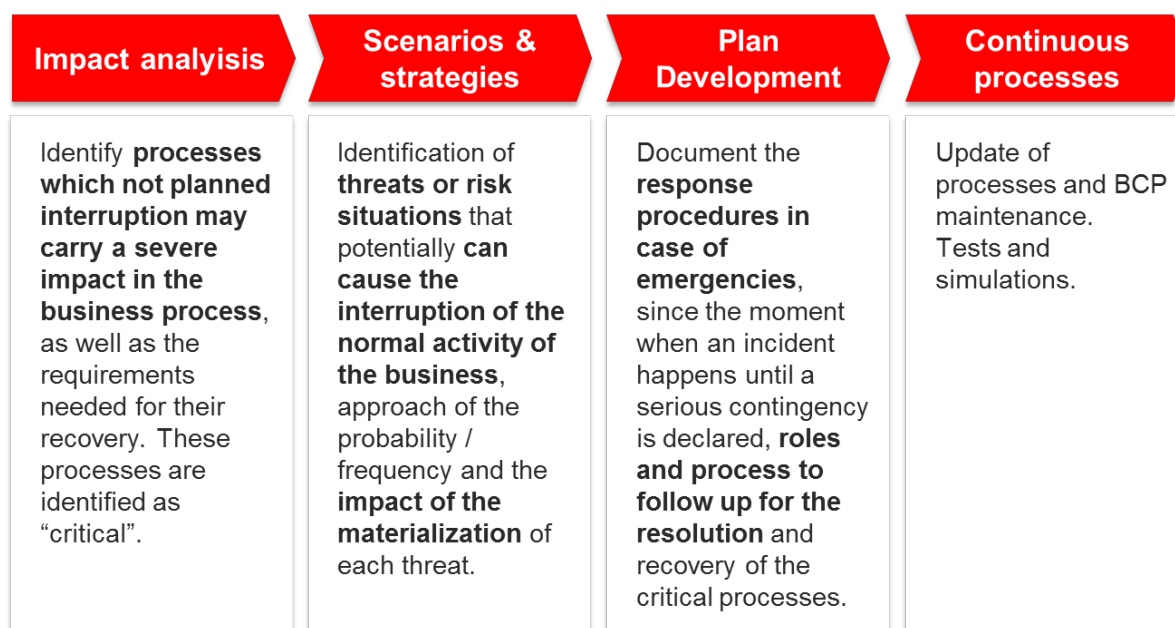 Impact analyisis
Scenarios &
strategies
Plan
Development
Continuous
processes
Identify processes
which not planned
interruption may
carry a severe
impact in the
business process,
as well as the
requirements
needed for their
recovery. These
processes are
identified as
“critical”.
Identification of
threats or risk
situations that
potentially can
cause the
interruption of the
normal activity of
the business,
approach of the
probability /
frequency and the
impact of the
materialization of
each threat.
Document the
response
procedures in
case of
emergencies,
since the moment
when an incident
happens until a
serious contingency
is declared, roles
and process to
follow up for the
resolution and
recovery of the
critical processes.
Update of
processes and BCP
maintenance.
Tests and
simulations.